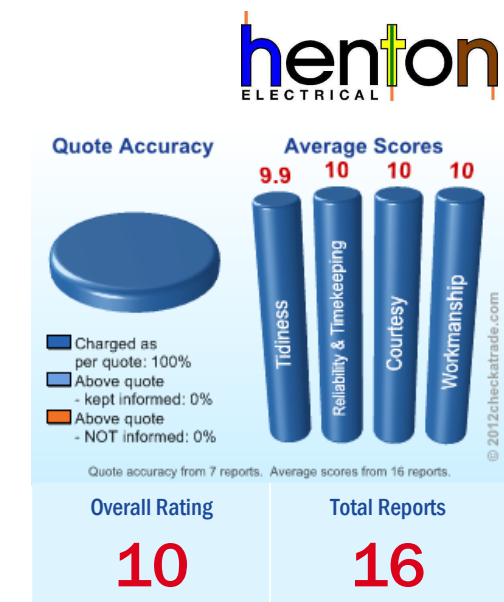 henton
ELECTRICAL
Quote Accuracy
Average Scores
9.9
10
10
10
Tidiness
Reliability & Timekeeping
Courtesy
Workmanship
Charged as
per quote: 100%
Above quote
- kept informed: 0%
Above quote
- NOT informed: 0%
© 2012checkatrade.com
Quote accuracy from 7 reports. Average scores from 16 reports.
Overall Rating
10
Total Reports
16